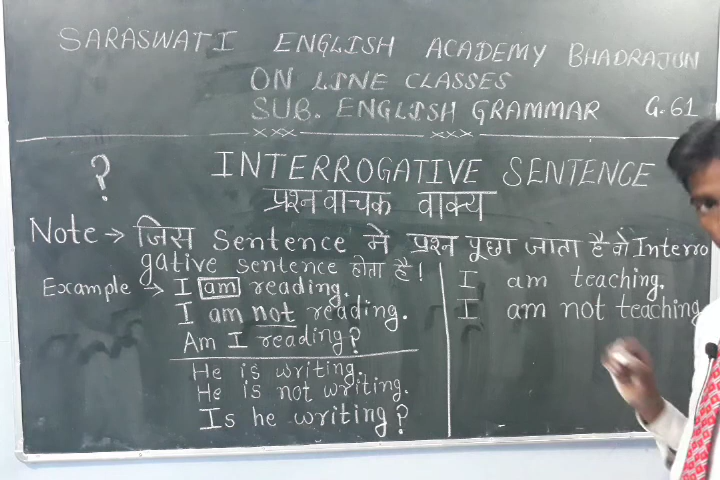 SARASWATI ENGLISH ACADEMY BHADRAJUN
ON LINE CLASSES
SUB. ENGLISH GRAMMAR G.61
xxx xxx
? INTERROGATIVE SENTENCE
प्रश्न वाचक वाक्य
Note → जिस Sentence में प्रश्न पूछा जाता है वो Interro
gative sentence होता है!
Example → I am reading.
I am not reading.
Am I reading?
He is writing.
He is not writing.
Is he writing?
I am teaching.
I am not teaching